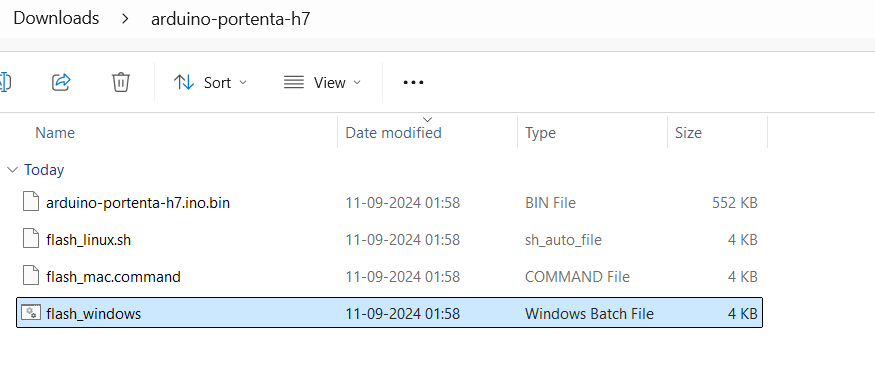 Downloads > arduino-portenta-h7
Sort View ...
Name Date modified Type Size
Today
arduino-portenta-h7.ino.bin 11-09-2024 01:58 BIN File 552 KB
flash_linux.sh 11-09-2024 01:58 sh_auto_file 4 KB
flash_mac.command 11-09-2024 01:58 COMMAND File 4 KB
flash_windows 11-09-2024 01:58 Windows Batch File 4 KB